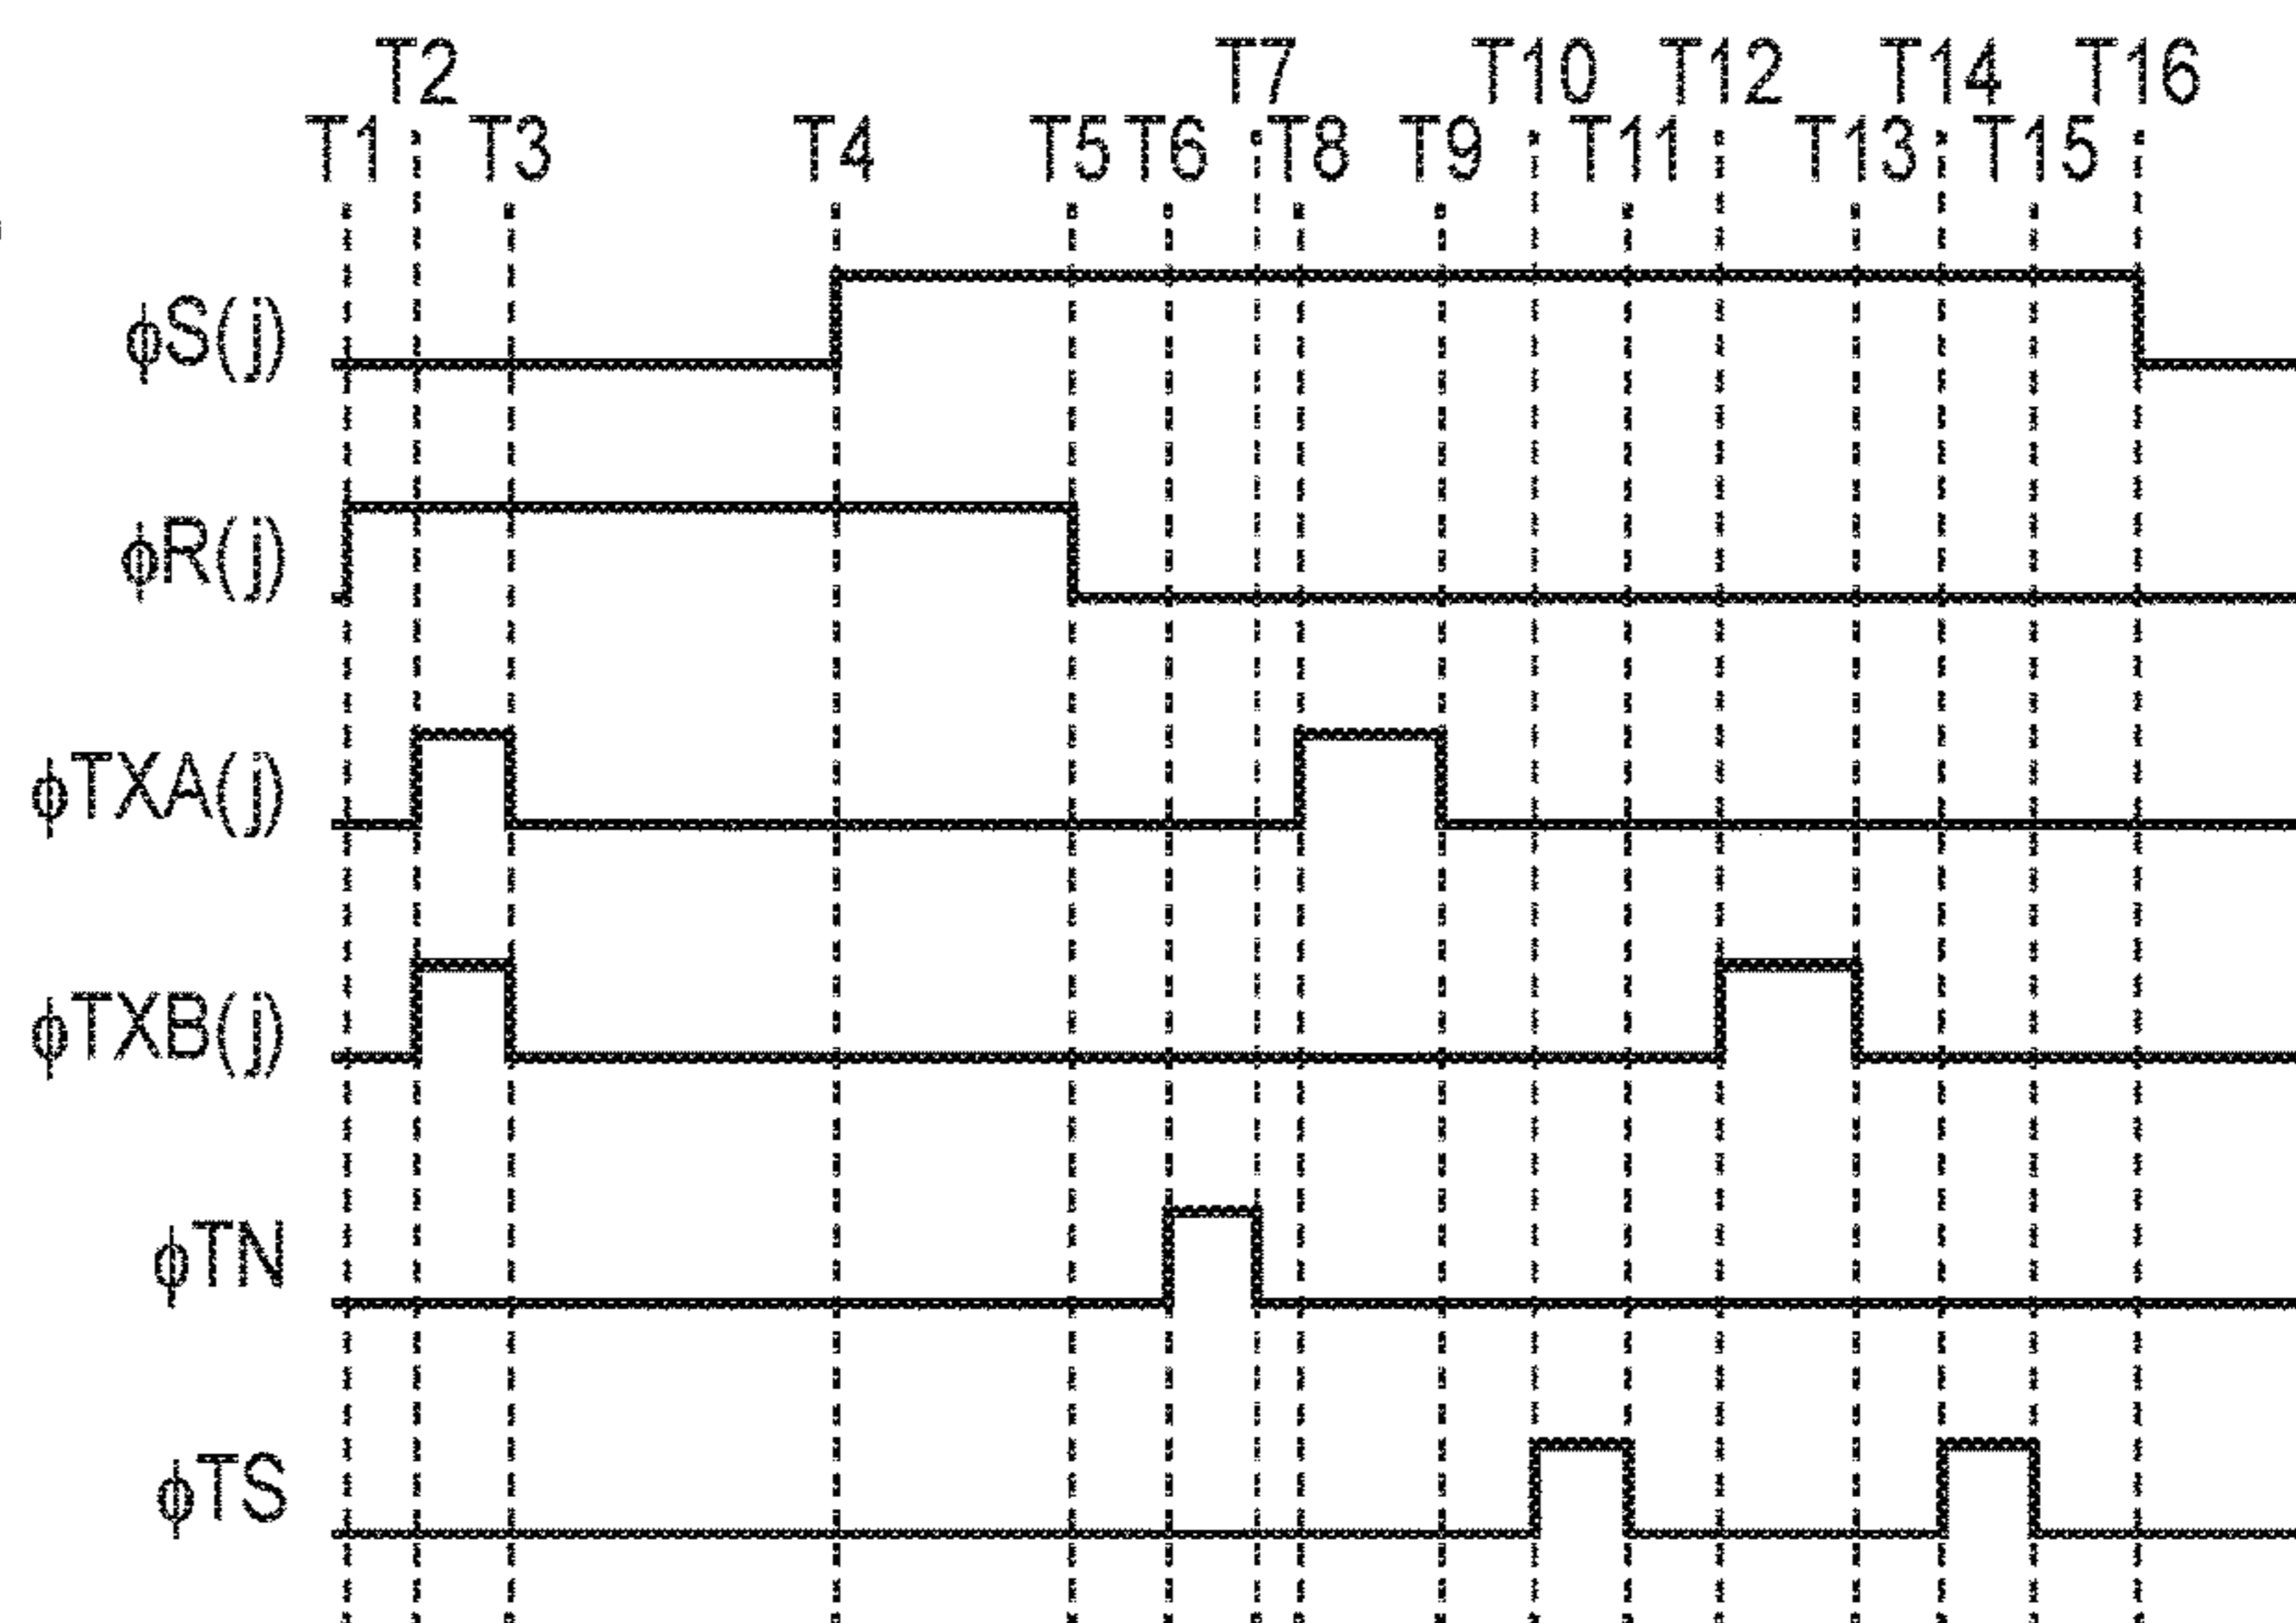 T2 T7 T10 T12 T14 T16
T1 T3 T4 T5 T6 T8 T9 T11 T13 T15
ϕS(j)
ϕR(j)
ϕTXA(j)
ϕTXB(j)
ϕTN
ϕTS